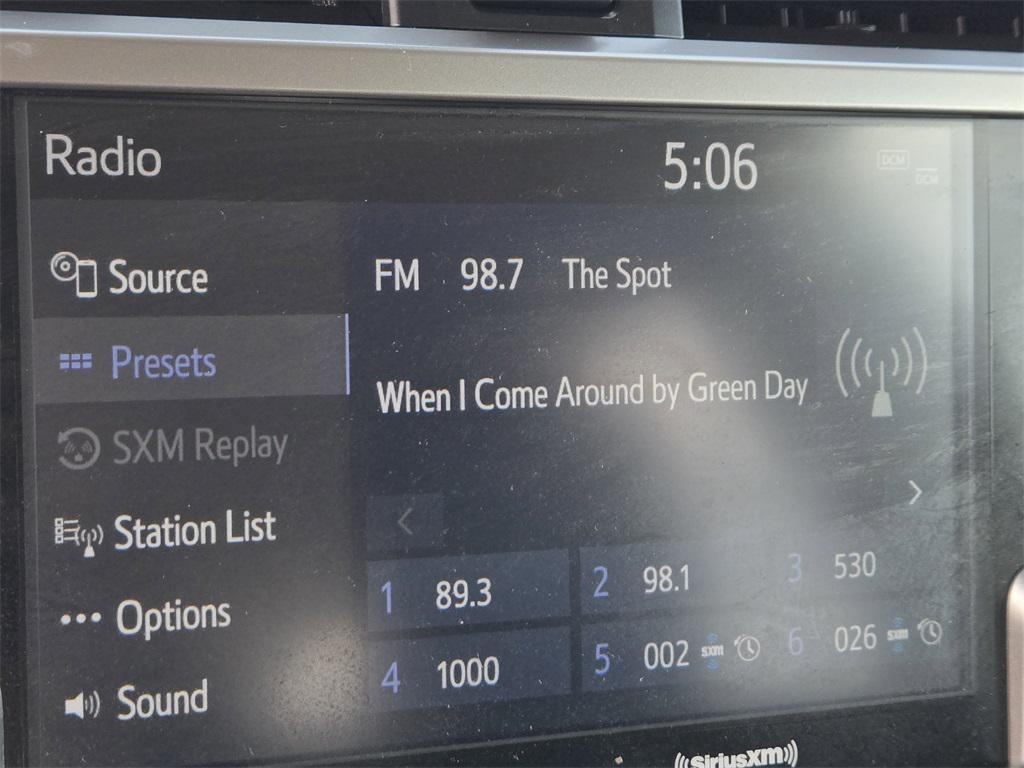 Radio
5:06
DCM
DCM
Source
FM 98.7 The Spot
Presets
When I Come Around by Green Day
SXM Replay
Station List
1 89.3
2 98.1
3 530
Options
4 1000
5 002 sxm
6 026 sxm
Sound
SiriusXM